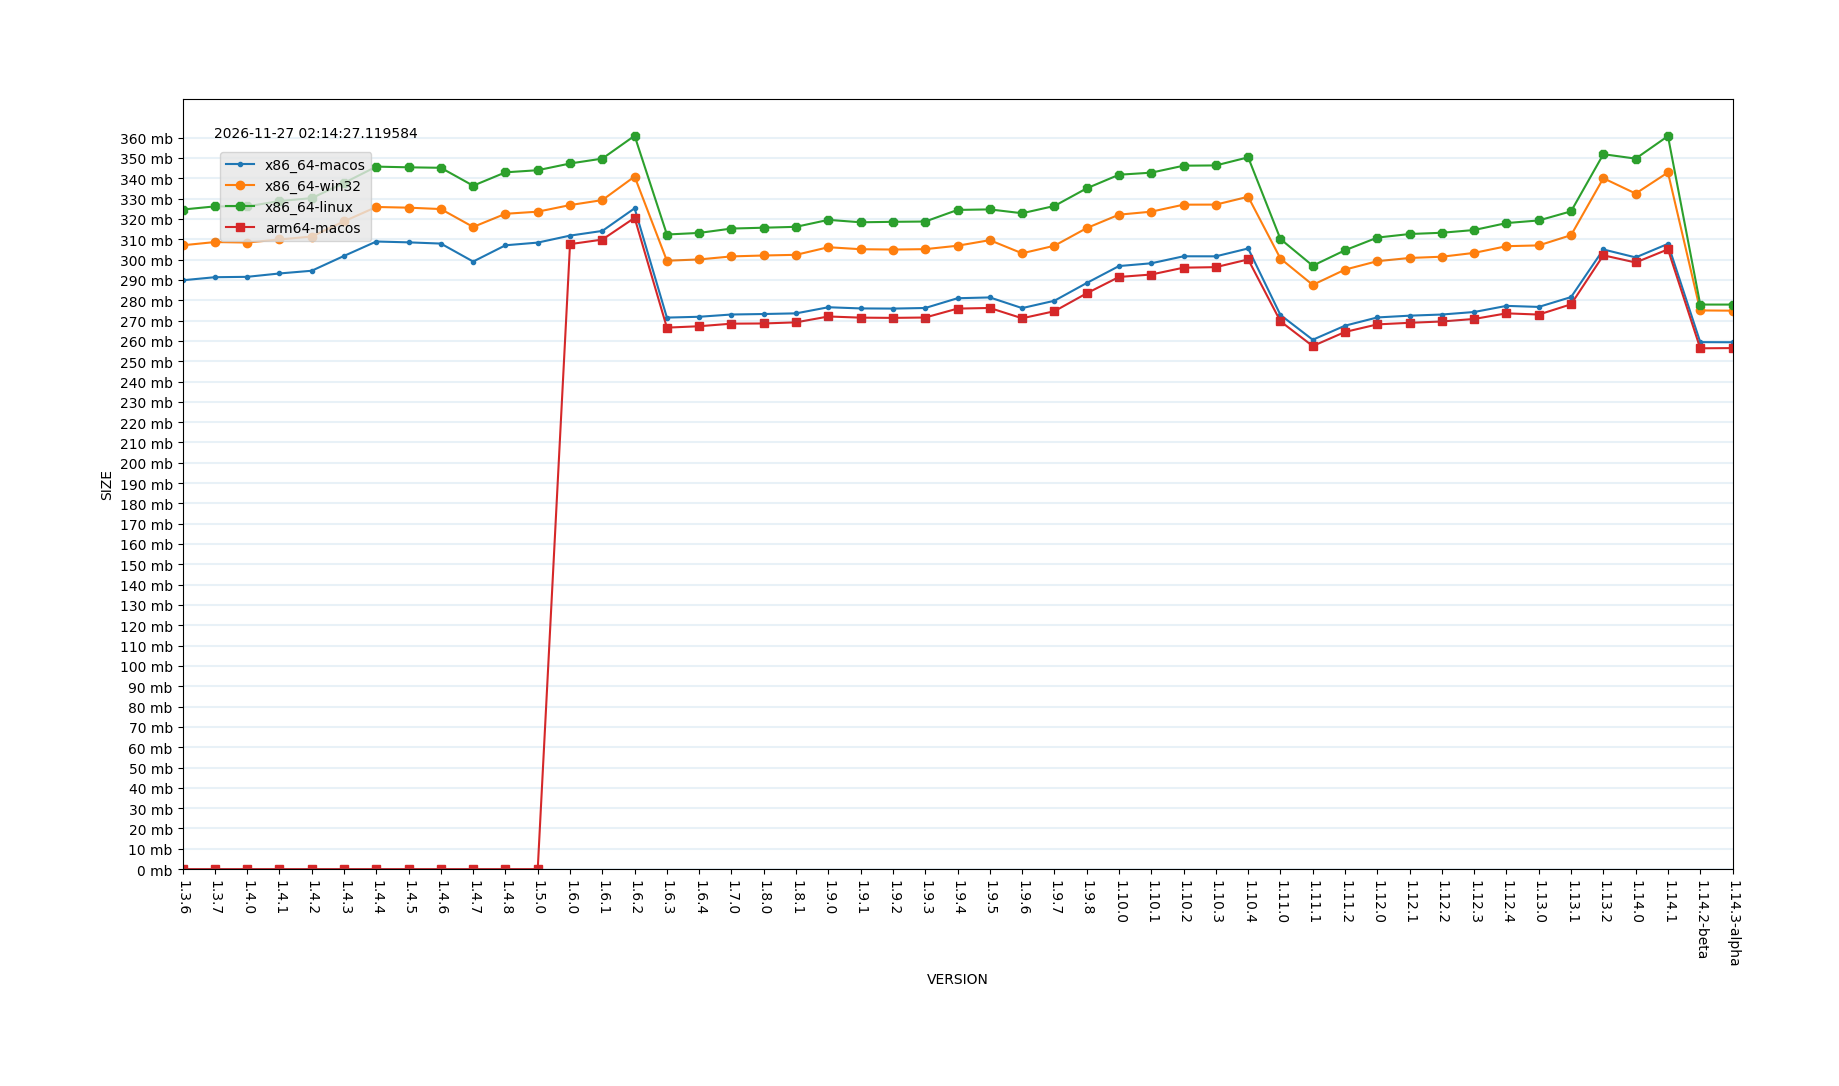 2026-11-27 02:14:27.119584
x86_64-macos
x86_64-win32
x86_64-linux
arm64-macos
360 mb
350 mb
340 mb
330 mb
320 mb
310 mb
300 mb
290 mb
280 mb
270 mb
260 mb
250 mb
240 mb
230 mb
220 mb
210 mb
200 mb
190 mb
180 mb
170 mb
160 mb
150 mb
140 mb
130 mb
120 mb
110 mb
100 mb
90 mb
80 mb
70 mb
60 mb
50 mb
40 mb
30 mb
20 mb
10 mb
0 mb
SIZE
1.3.6
1.3.7
1.4.0
1.4.1
1.4.2
1.4.3
1.4.4
1.4.5
1.4.6
1.4.7
1.4.8
1.5.0
1.6.0
1.6.1
1.6.2
1.6.3
1.6.4
1.7.0
1.8.0
1.8.1
1.9.0
1.9.1
1.9.2
1.9.3
1.9.4
1.9.5
1.9.6
1.9.7
1.9.8
1.10.0
1.10.1
1.10.2
1.10.3
1.10.4
1.11.0
1.11.1
1.11.2
1.12.0
1.12.1
1.12.2
1.12.3
1.12.4
1.13.0
1.13.1
1.13.2
1.14.0
1.14.1
1.14.2-beta
1.14.3-alpha
VERSION